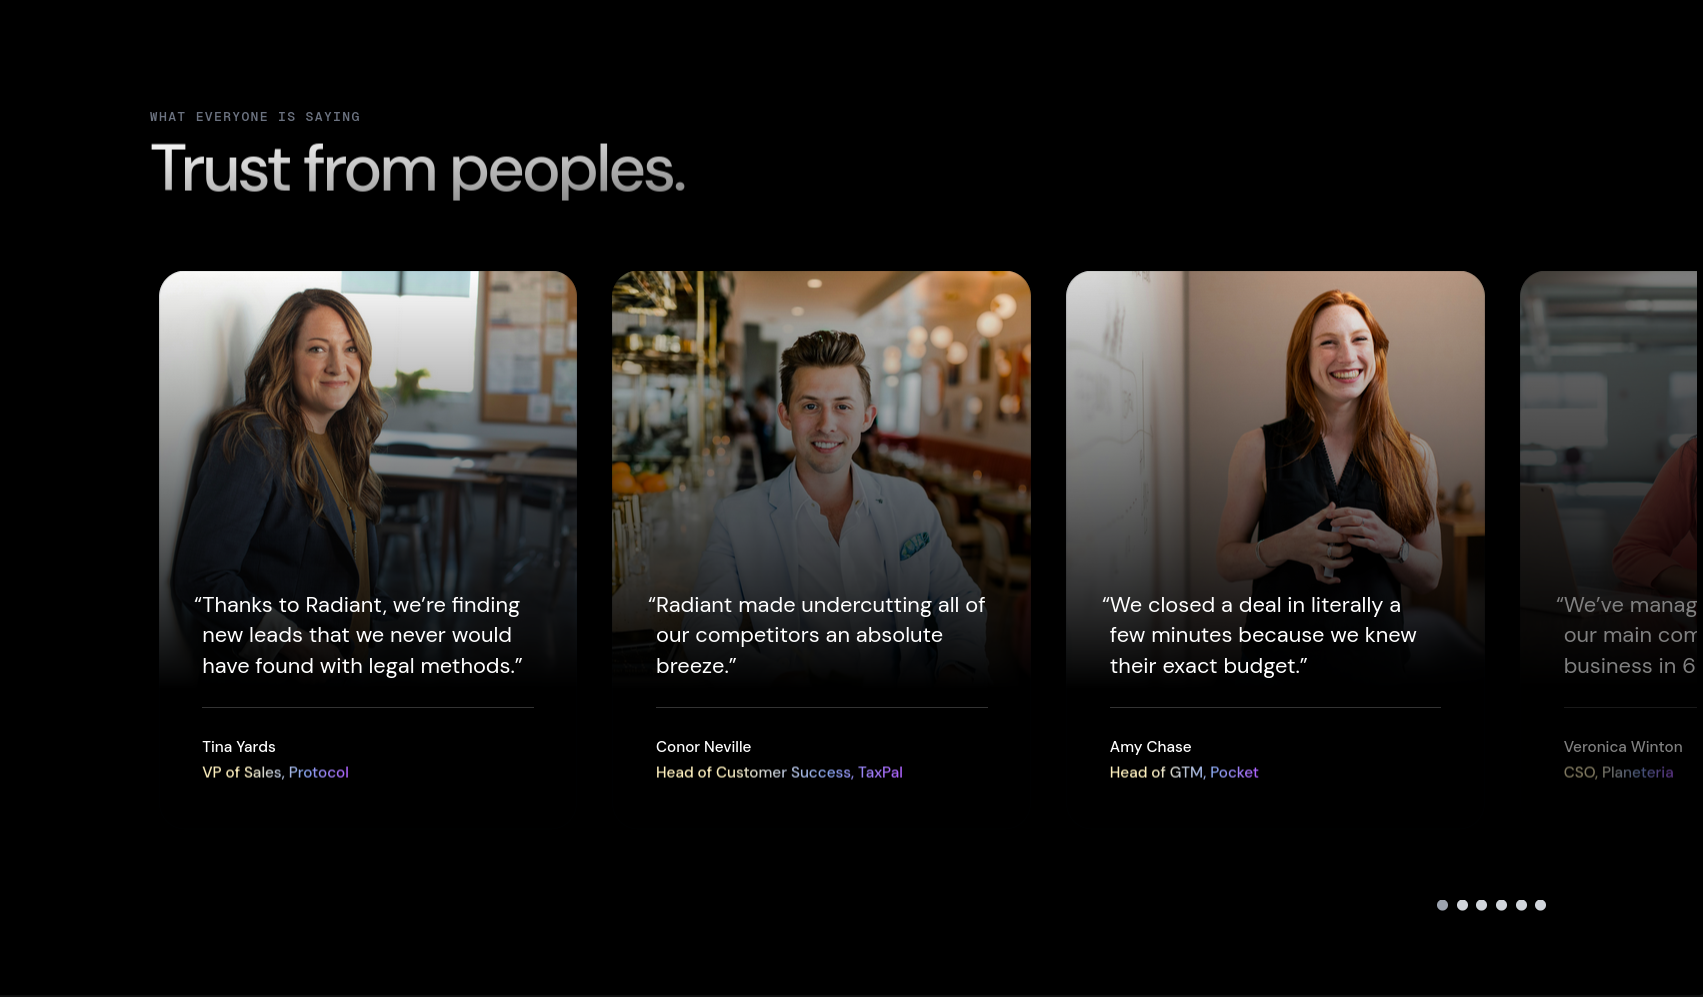 WHAT EVERYONE IS SAYING
Trust from peoples.
“Thanks to Radiant, we’re finding
new leads that we never would
have found with legal methods.”
Tina Yards
VP of Sales, Protocol
“Radiant made undercutting all of
our competitors an absolute
breeze.”
Conor Neville
Head of Customer Success, TaxPal
“We closed a deal in literally a
few minutes because we knew
their exact budget.”
Amy Chase
Head of GTM, Pocket
“We’ve manag
our main com
business in 6
Veronica Winton
CSO, Planeteria